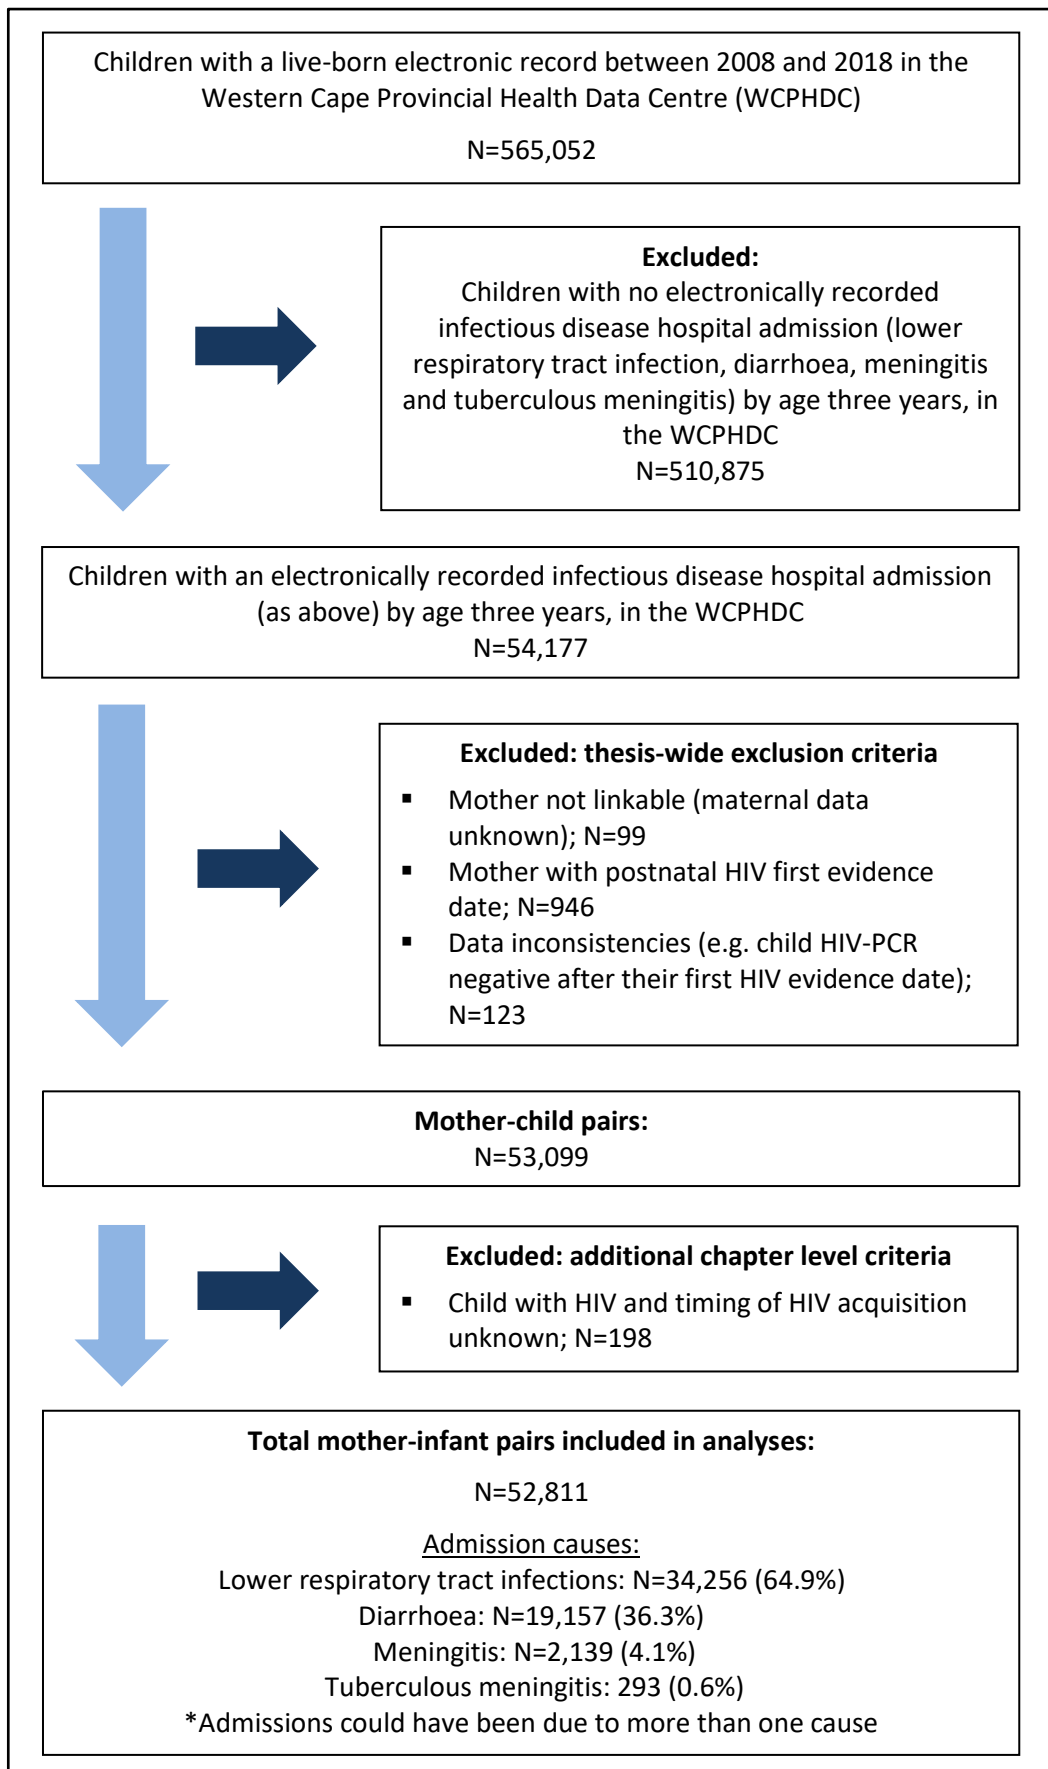 Children with a live-born electronic record between 2008 and 2018 in the
Western Cape Provincial Health Data Centre (WCPHDC)
N=565,052
Excluded:
Children with no electronically recorded
infectious disease hospital admission (lower
respiratory tract infection, diarrhoea, meningitis
and tuberculous meningitis) by age three years, in
the WCPHDC
N=510,875
Children with an electronically recorded infectious disease hospital admission
(as above) by age three years, in the WCPHDC
N=54,177
Excluded: thesis-wide exclusion criteria
▪ Mother not linkable (maternal data
unknown); N=99
▪ Mother with postnatal HIV first evidence
date; N=946
▪ Data inconsistencies (e.g. child HIV-PCR
negative after their first HIV evidence date);
N=123
Mother-child pairs:
N=53,099
Excluded: additional chapter level criteria
▪ Child with HIV and timing of HIV acquisition
unknown; N=198
Total mother-infant pairs included in analyses:
N=52,811
Admission causes:
Lower respiratory tract infections: N=34,256 (64.9%)
Diarrhoea: N=19,157 (36.3%)
Meningitis: N=2,139 (4.1%)
Tuberculous meningitis: 293 (0.6%)
*Admissions could have been due to more than one cause